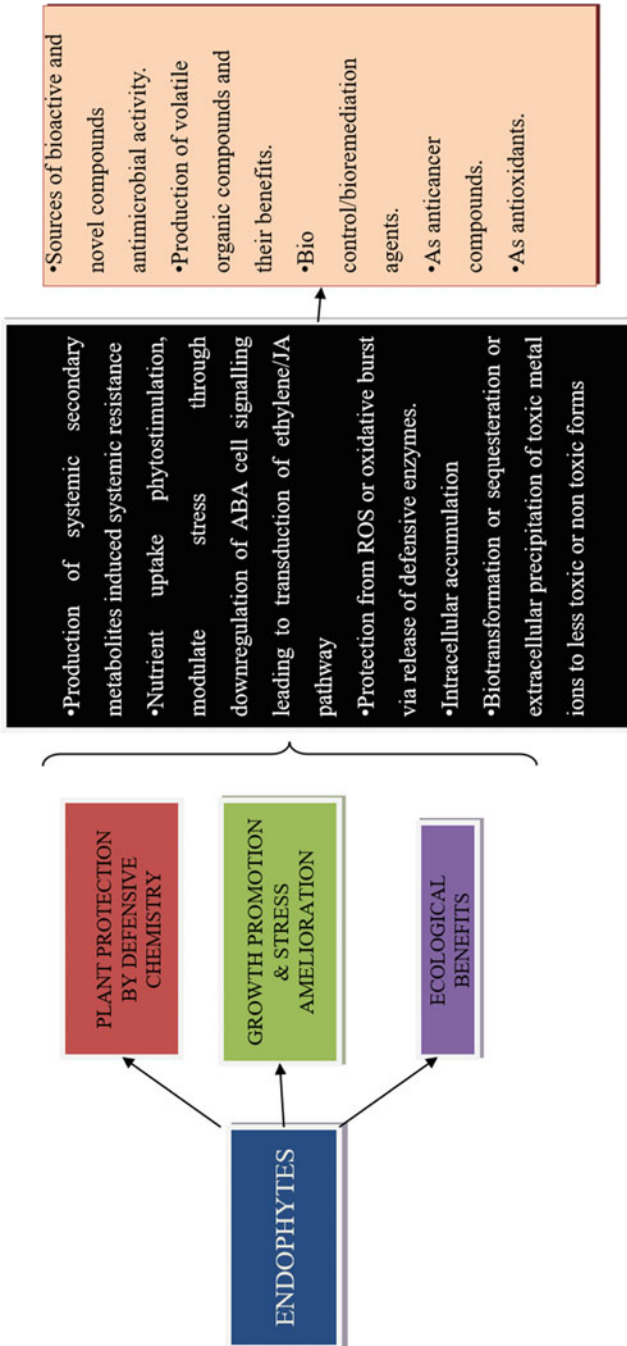 ENDOPHYTES
PLANT PROTECTION
BY DEFENSIVE
CHEMISTRY
GROWTH PROMOTION
& STRESS
AMELIORATION
ECOLOGICAL
BENEFITS
•Production of systemic secondary
metabolites induced systemic resistance
•Nutrient uptake phytostimulation,
modulate stress through
downregulation of ABA cell signalling
leading to transduction of ethylene/JA
pathway
•Protection from ROS or oxidative burst
via release of defensive enzymes.
•Intracellular accumulation
•Biotransformation or sequesteration or
extracellular precipitation of toxic metal
ions to less toxic or non toxic forms
•Sources of bioactive and
novel compounds
antimicrobial activity.
•Production of volatile
organic compounds and
their benefits.
•Bio
control/bioremediation
agents.
•As anticancer
compounds.
•As antioxidants.